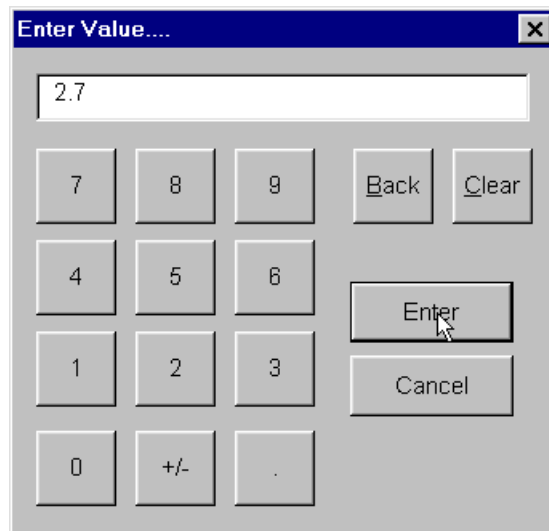 Enter Value....
2.7
7 8 9 Back Clear
4 5 6
Enter
1 2 3
Cancel
0 +/- .